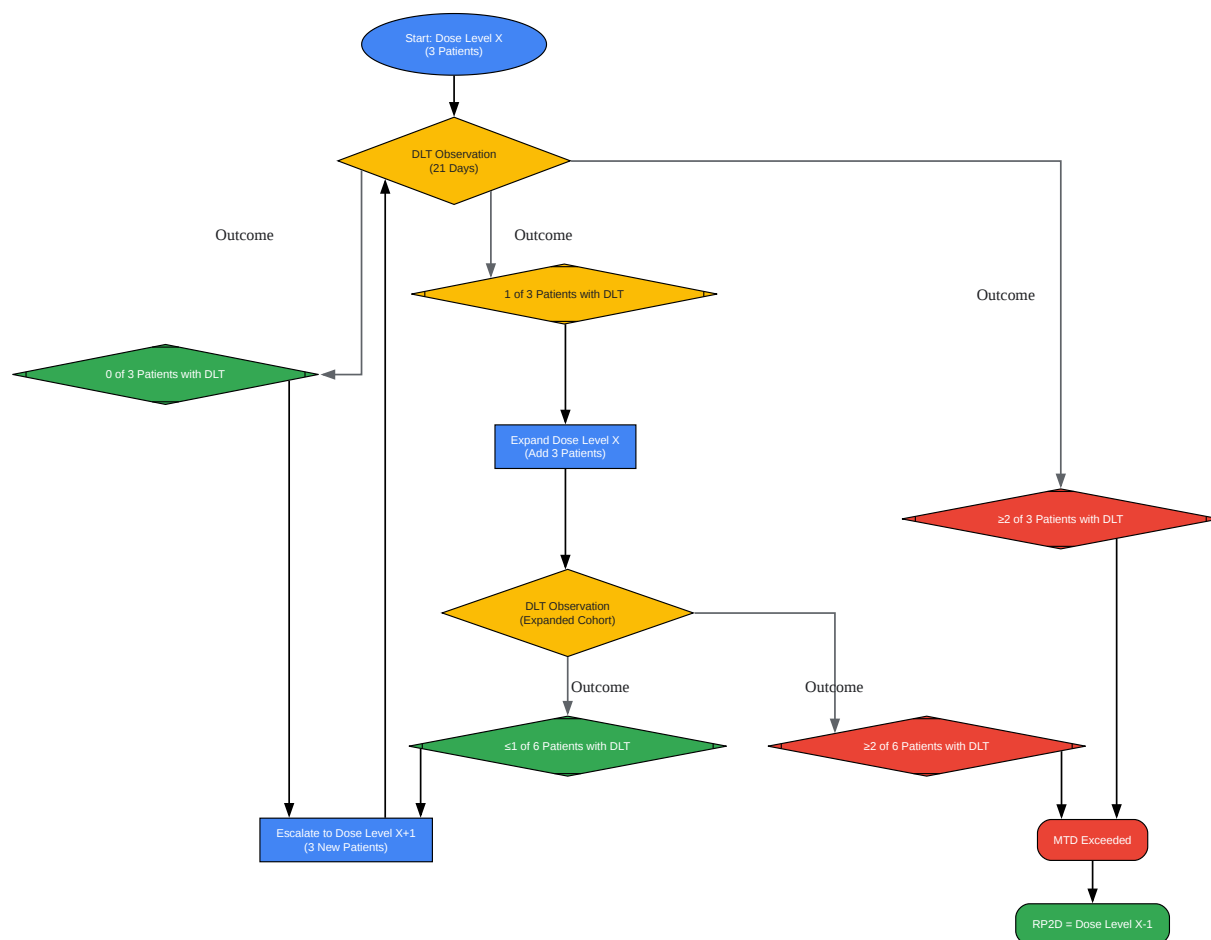 Start: Dose Level X
(3 Patients)
DLT Observation
(21 Days)
Outcome
Outcome
Outcome
1 of 3 Patients with DLT
0 of 3 Patients with DLT
Expand Dose Level X
(Add 3 Patients)
≥2 of 3 Patients with DLT
DLT Observation
(Expanded Cohort)
Outcome
Outcome
≤1 of 6 Patients with DLT
≥2 of 6 Patients with DLT
Escalate to Dose Level X+1
(3 New Patients)
MTD Exceeded
RP2D = Dose Level X-1